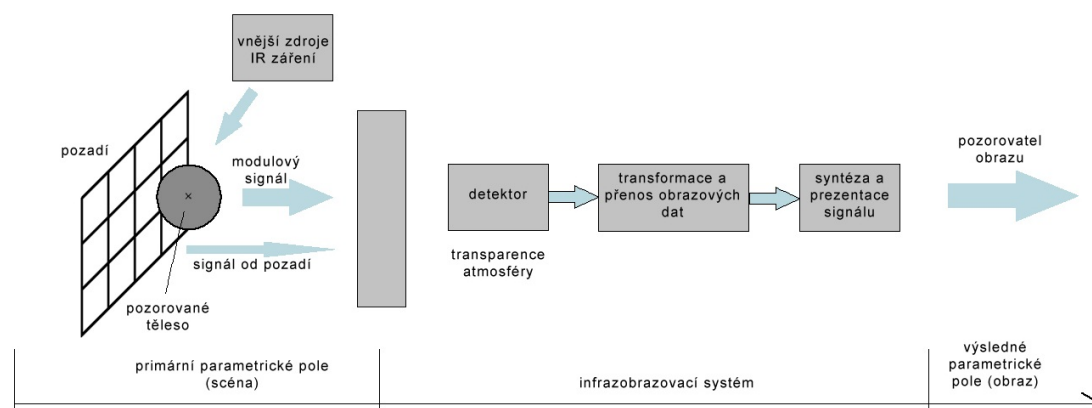 vnější zdroje
IR záření
pozadí
modulový
signál
signál od pozadí
pozorované
těleso
detektor
transparence
atmosféry
transformace a
přenos obrazových
dat
syntéza a
prezentace
signálu
pozorovatel
obrazu
primární parametrické pole
(scéna)
infrazobrazovací systém
výsledné
parametrické
pole (obraz)